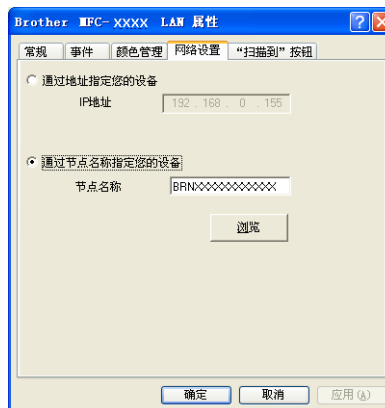 Brother MFC-XXXX LAN 属性
常规 事件 颜色管理 网络设置 “扫描到”按钮
通过地址指定您的设备
IP地址 192 . 168 . 0 . 155
通过节点名称指定您的设备
节点名称 BRNXXXXXXXXXXXX
浏览
确定 取消 应用(A)